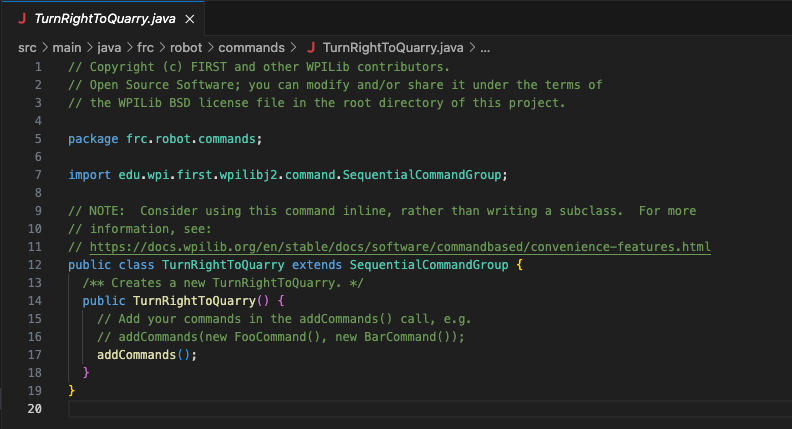 J TurnRightToQuarry.java ×
src > main > java > frc > robot > commands > J TurnRightToQuarry.java > ...
1 // Copyright (c) FIRST and other WPILib contributors.
2 // Open Source Software; you can modify and/or share it under the terms of
3 // the WPILib BSD license file in the root directory of this project.
4
5 package frc.robot.commands;
6
7 import edu.wpi.first.wpilibj2.command.SequentialCommandGroup;
8
9 // NOTE:  Consider using this command inline, rather than writing a subclass.  For more
10 // information, see:
11 // https://docs.wpilib.org/en/stable/docs/software/commandbased/convenience-features.html
12 public class TurnRightToQuarry extends SequentialCommandGroup {
13   /** Creates a new TurnRightToQuarry. */
14   public TurnRightToQuarry() {
15     // Add your commands in the addCommands() call, e.g.
16     // addCommands(new FooCommand(), new BarCommand());
17     addCommands();
18   }
19 }
20